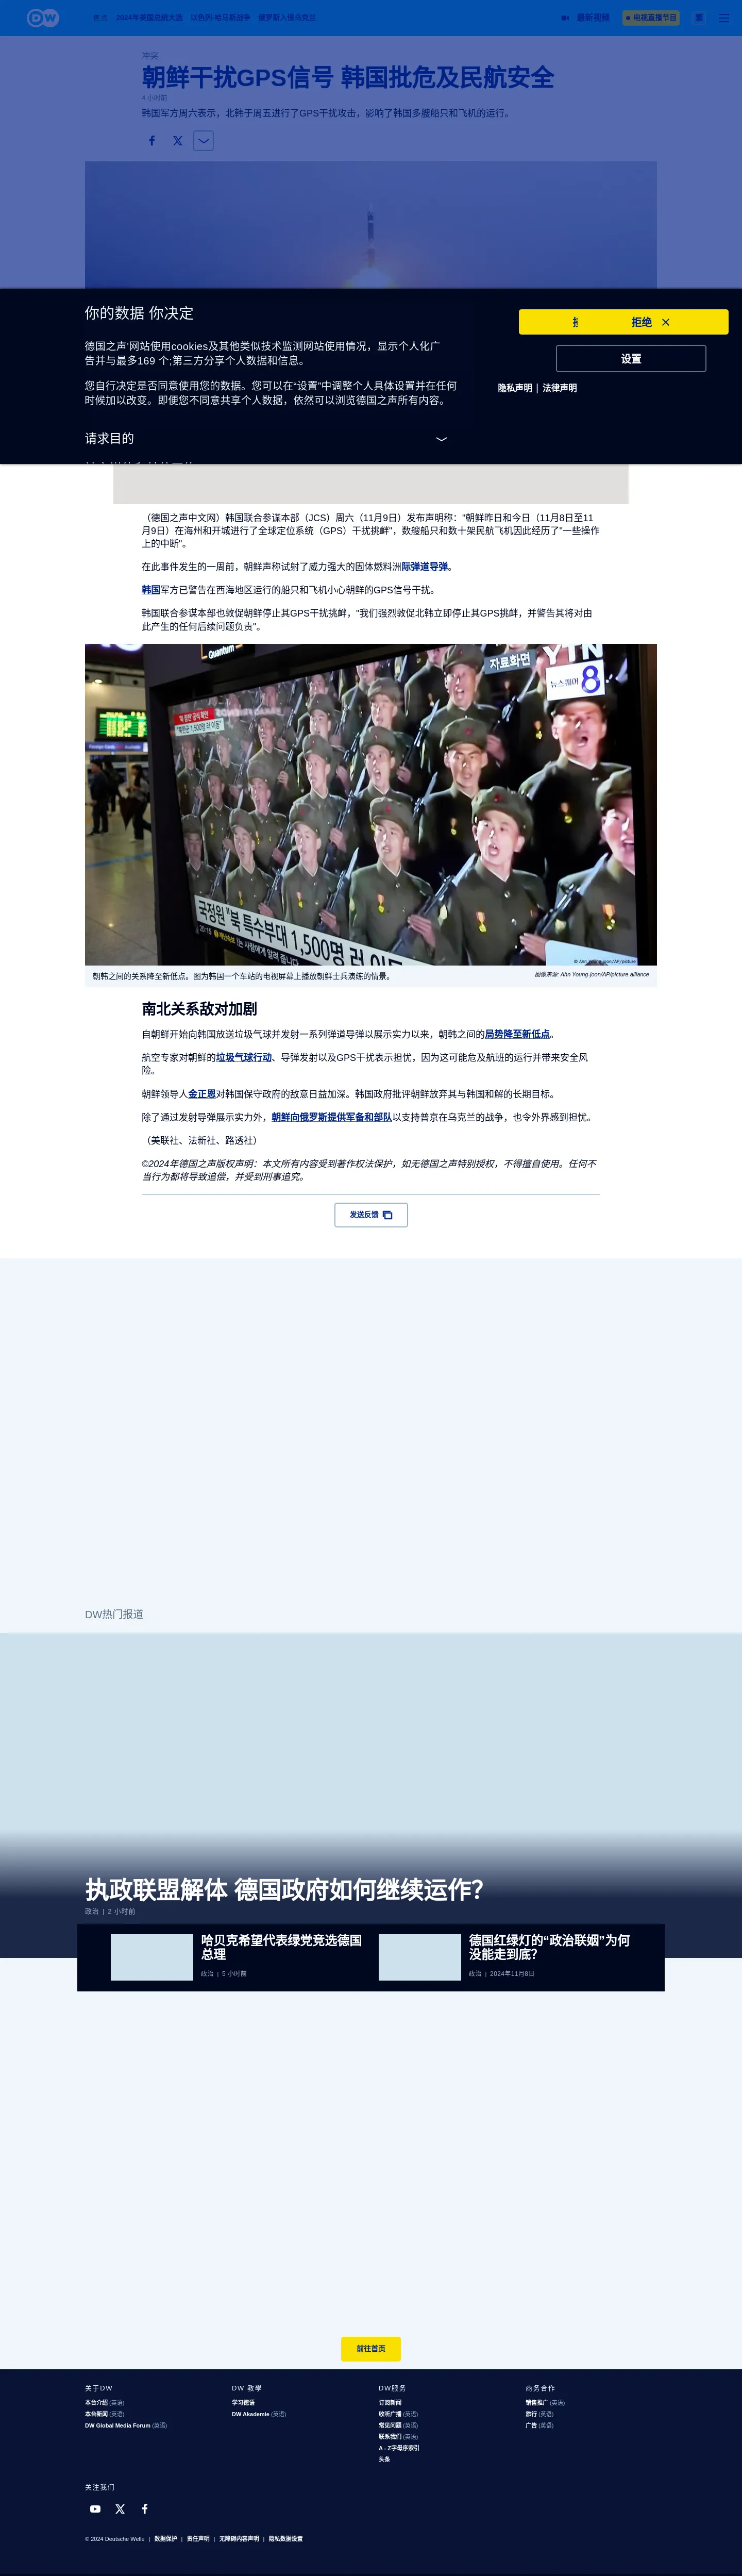 DW
焦点 2024年美国总统大选 以色列-哈马斯战争 俄罗斯入侵乌克兰
最新视频 电视直播节目 繁
冲突
朝鲜干扰GPS信号 韩国批危及民航安全
4 小时前
韩国军方周六表示，北韩于周五进行了GPS干扰攻击，影响了韩国多艘船只和飞机的运行。
你的数据 你决定
德国之声'网站使用cookies及其他类似技术监测网站使用情况，显示个人化广
告并与最多169 个;第三方分享个人数据和信息。
您自行决定是否同意使用您的数据。您可以在“设置”中调整个人具体设置并在任何
时候加以改变。即便您不同意共享个人数据，依然可以浏览德国之声所有内容。
请求目的
拒绝
设置
隐私声明 | 法律声明
（德国之声中文网）韩国联合参谋本部（JCS）周六（11月9日）发布声明称："朝鲜昨日和今日（11月8日至11
月9日）在海州和开城进行了全球定位系统（GPS）干扰挑衅"，数艘船只和数十架民航飞机因此经历了"一些操作
上的中断"。
在此事件发生的一周前，朝鲜声称试射了威力强大的固体燃料洲际弹道导弹。
韩国军方已警告在西海地区运行的船只和飞机小心朝鲜的GPS信号干扰。
韩国联合参谋本部也敦促朝鲜停止其GPS干扰挑衅，"我们强烈敦促北韩立即停止其GPS挑衅，并警告其将对由
此产生的任何后续问题负责"。
Quantum
자료화면
YTN
뉴스퀘어 8
국정원 "북 특수부대 1,500명 러 이동"
20:15
朝韩之间的关系降至新低点。图为韩国一个车站的电视屏幕上播放朝鲜士兵演练的情景。
图像来源: Ahn Young-joon/AP/picture alliance
南北关系敌对加剧
自朝鲜开始向韩国放送垃圾气球并发射一系列弹道导弹以展示实力以来，朝韩之间的局势降至新低点。
航空专家对朝鲜的垃圾气球行动、导弹发射以及GPS干扰表示担忧，因为这可能危及航班的运行并带来安全风
险。
朝鲜领导人金正恩对韩国保守政府的敌意日益加深。韩国政府批评朝鲜放弃其与韩国和解的长期目标。
除了通过发射导弹展示实力外，朝鲜向俄罗斯提供军备和部队以支持普京在乌克兰的战争，也令外界感到担忧。
（美联社、法新社、路透社）
©2024年德国之声版权声明：本文所有内容受到著作权法保护，如无德国之声特别授权，不得擅自使用。任何不
当行为都将导致追偿，并受到刑事追究。
发送反馈
DW热门报道
执政联盟解体 德国政府如何继续运作？
政治 | 2 小时前
哈贝克希望代表绿党竞选德国
总理
政治 | 5 小时前
德国红绿灯的“政治联姻”为何
没能走到底？
政治 | 2024年11月8日
前往首页
关于DW
本台介绍 (英语)
本台新闻 (英语)
DW Global Media Forum (英语)
DW 教學
学习德语
DW Akademie (英语)
DW服务
订阅新闻
收听广播 (英语)
常见问题 (英语)
联系我们 (英语)
A - Z字母序索引
头条
商务合作
销售推广 (英语)
旅行 (英语)
广告 (英语)
关注我们
© 2024 Deutsche Welle | 数据保护 | 责任声明 | 无障碍内容声明 | 隐私数据设置